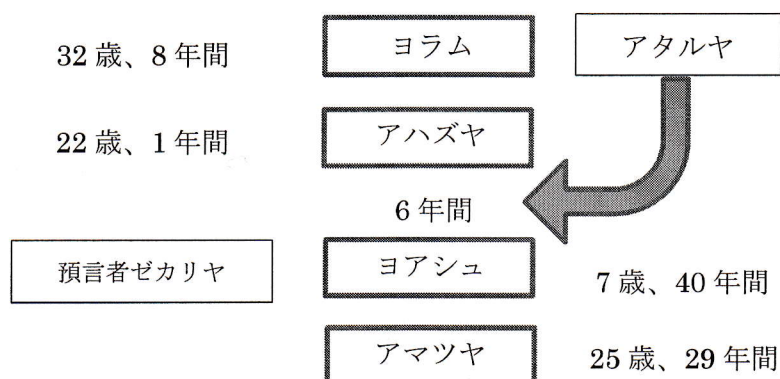 32 歳、8 年間 ヨラム アタルヤ
22 歳、1 年間 アハズヤ
6 年間
預言者ゼカリヤ ヨアシュ 7 歳、40 年間
アマツヤ 25 歳、29 年間